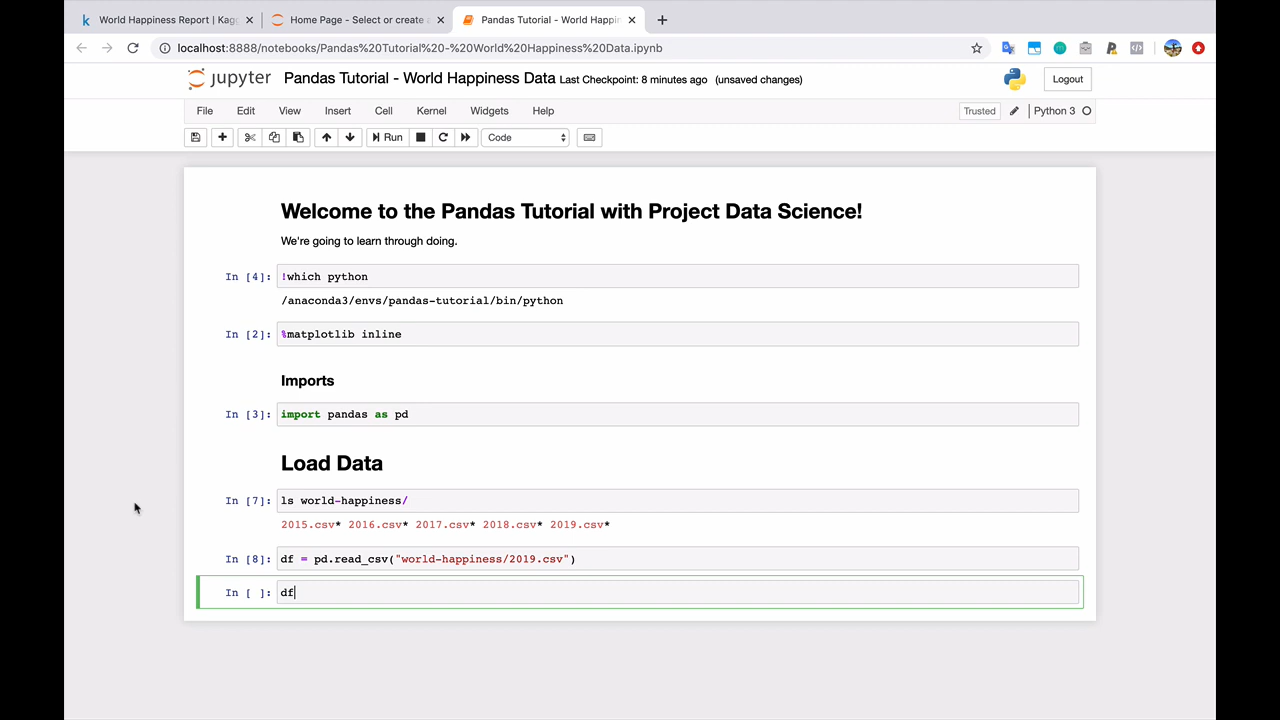 World Happiness Report | Kagg
Home Page - Select or create a
Pandas Tutorial - World Happin
localhost:8888/notebooks/Pandas%20Tutorial%20-%20World%20Happiness%20Data.ipynb
jupyter Pandas Tutorial - World Happiness Data Last Checkpoint: 8 minutes ago (unsaved changes)
Logout
File Edit View Insert Cell Kernel Widgets Help
Trusted Python 3
Run Code
Welcome to the Pandas Tutorial with Project Data Science!
We're going to learn through doing.
In [4]: !which python
/anaconda3/envs/pandas-tutorial/bin/python
In [2]: %matplotlib inline
Imports
In [3]: import pandas as pd
Load Data
In [7]: ls world-happiness/
2015.csv* 2016.csv* 2017.csv* 2018.csv* 2019.csv*
In [8]: df = pd.read_csv("world-happiness/2019.csv")
In [ ]: df